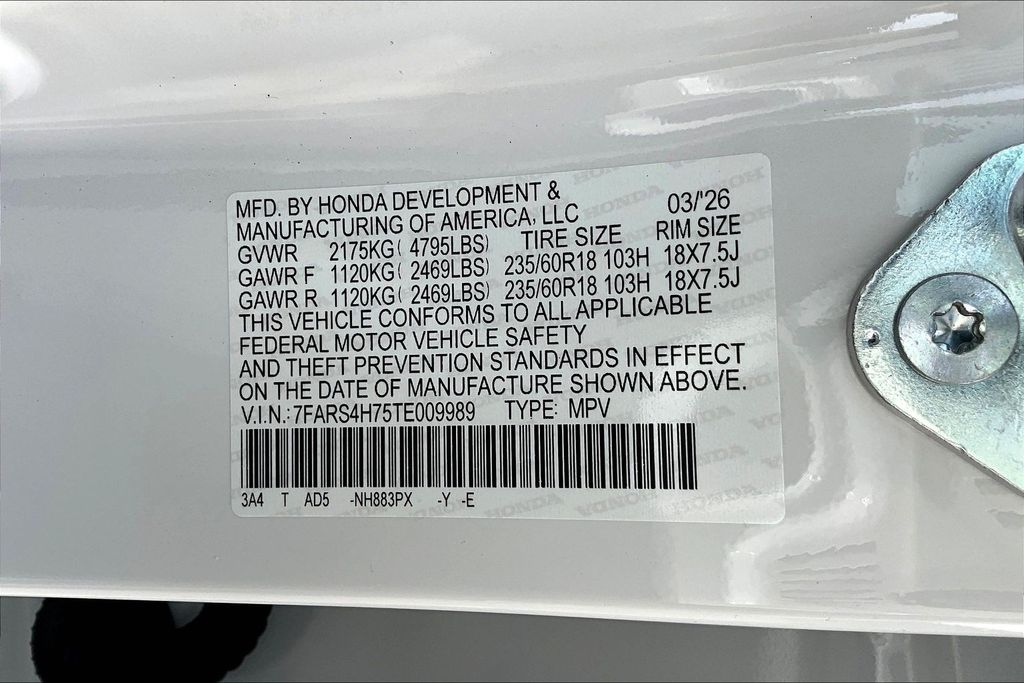 MFD. BY HONDA DEVELOPMENT &
MANUFACTURING OF AMERICA, LLC 03/'26
GVWR 2175KG( 4795LBS) TIRE SIZE RIM SIZE
GAWR F 1120KG( 2469LBS) 235/60R18 103H 18X7.5J
GAWR R 1120KG( 2469LBS) 235/60R18 103H 18X7.5J
THIS VEHICLE CONFORMS TO ALL APPLICABLE
FEDERAL MOTOR VEHICLE SAFETY
AND THEFT PREVENTION STANDARDS IN EFFECT
ON THE DATE OF MANUFACTURE SHOWN ABOVE.
V.I.N.:7FARS4H75TE009989 TYPE: MPV
3A4 T AD5 -NH883PX -Y -E